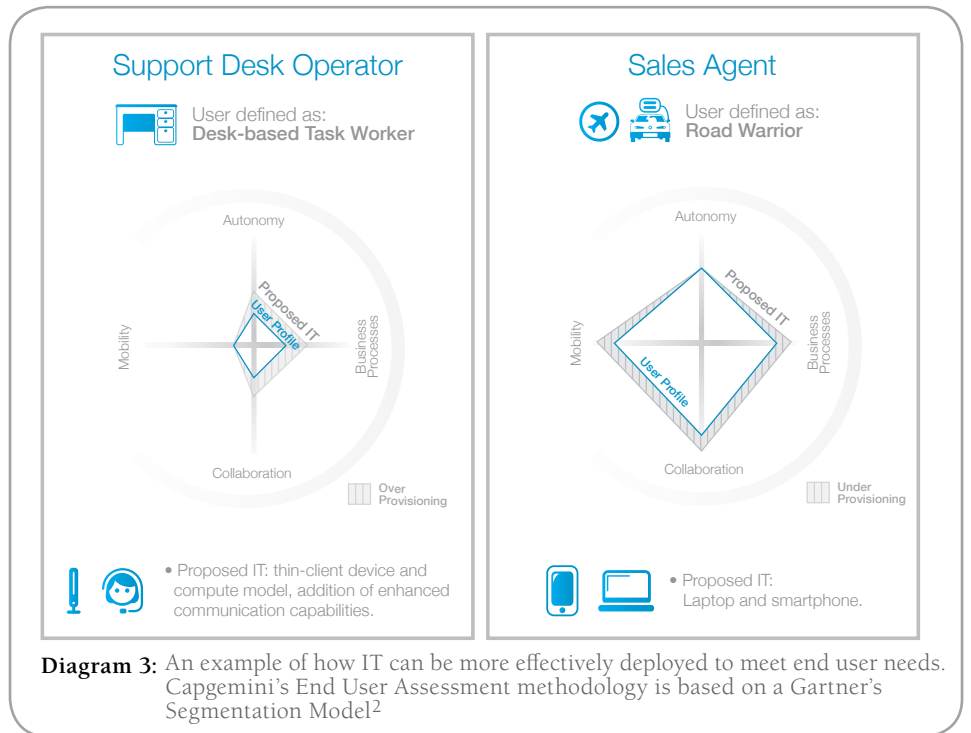 Support Desk Operator
User defined as:
Desk-based Task Worker
Autonomy
Proposed IT
User Profile
Mobility
Business
Processes
Collaboration
Over
Provisioning
• Proposed IT: thin-client device and
compute model, addition of enhanced
communication capabilities.
Sales Agent
User defined as:
Road Warrior
Autonomy
Proposed IT
Mobility
Business
Processes
User Profile
Collaboration
Under
Provisioning
• Proposed IT:
Laptop and smartphone.
Diagram 3: An example of how IT can be more effectively deployed to meet end user needs.
Capgemini's End User Assessment methodology is based on a Gartner's
Segmentation Model2